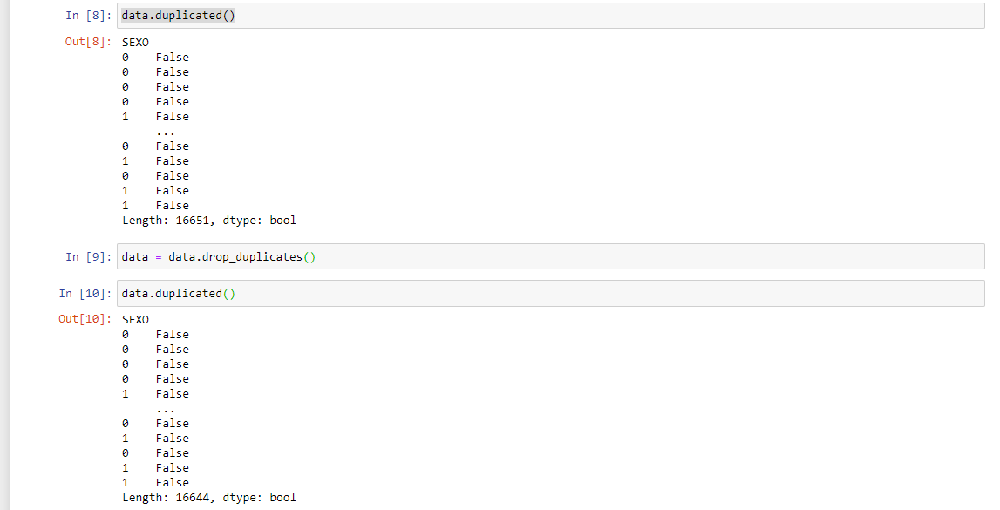 In [8]: data.duplicated()
Out[8]: SEXO
0    False
0    False
0    False
0    False
1    False
     ...
0    False
1    False
0    False
1    False
1    False
Length: 16651, dtype: bool
In [9]: data = data.drop_duplicates()
In [10]: data.duplicated()
Out[10]: SEXO
0    False
0    False
0    False
0    False
1    False
     ...
0    False
1    False
0    False
1    False
1    False
Length: 16644, dtype: bool